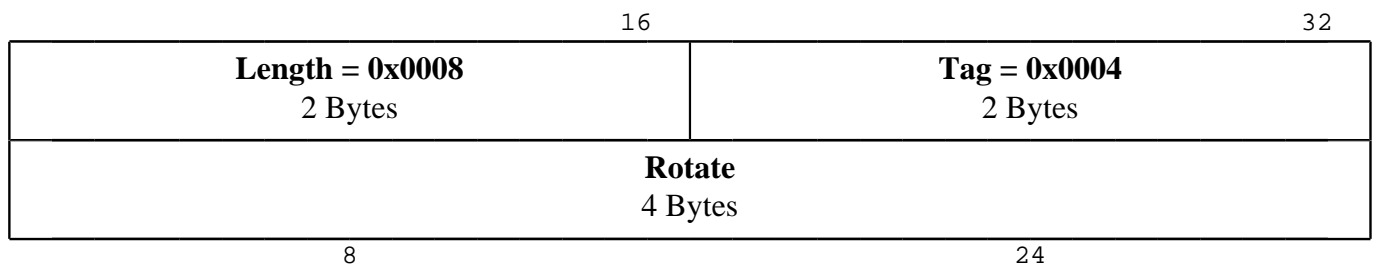 16 32
Length = 0x0008 Tag = 0x0004
2 Bytes 2 Bytes
Rotate
4 Bytes
8 24